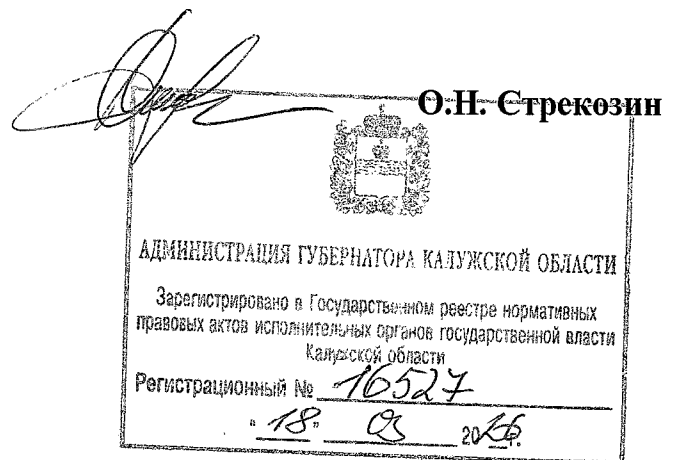 О.Н. Стрекозин
АДМИНИСТРАЦИЯ ГУБЕРНАТОРА КАЛУЖСКОЙ ОБЛАСТИ
Зарегистрировано в Государственном реестре нормативных
правовых актов исполнительных органов государственной власти
Калужской области
Регистрационный № 16527
" 18 " 03 20 г.